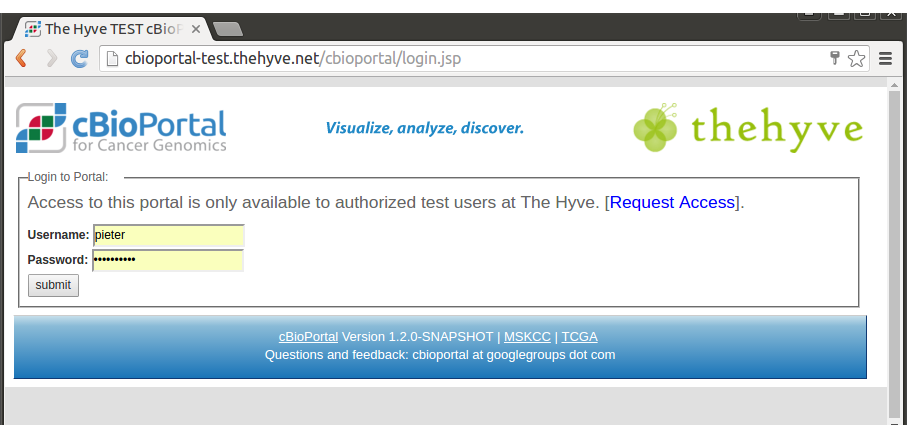 The Hyve TEST cBioP
cbioportal-test.thehyve.net/cbioportal/login.jsp
cBioPortal
for Cancer Genomics
Visualize, analyze, discover.
thehyve
Login to Portal:
Access to this portal is only available to authorized test users at The Hyve. [Request Access].
Username: pieter
Password: ••••••••••
submit
cBioPortal Version 1.2.0-SNAPSHOT | MSKCC | TCGA
Questions and feedback: cbioportal at googlegroups dot com